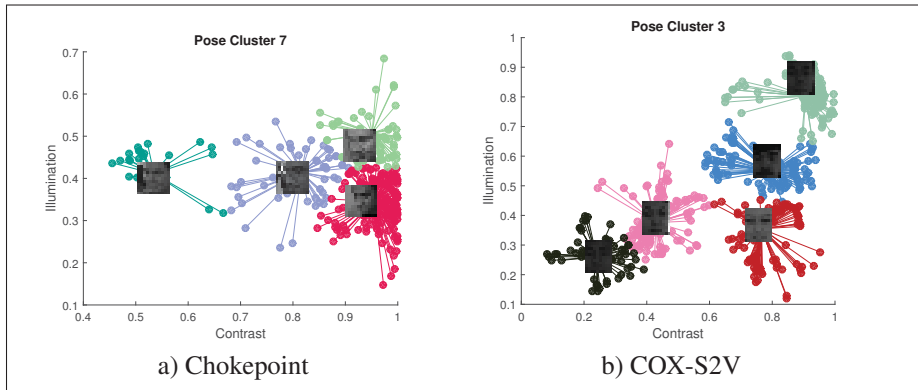 Pose Cluster 7
0.7
0.6
0.5
0.4
0.3
0.2
0.1
Illumination
0.4 0.5 0.6 0.7 0.8 0.9 1
Contrast
a) Chokepoint
Pose Cluster 3
1
0.9
0.8
0.7
0.6
0.5
0.4
0.3
0.2
0.1
Illumination
0 0.2 0.4 0.6 0.8 1
Contrast
b) COX-S2V